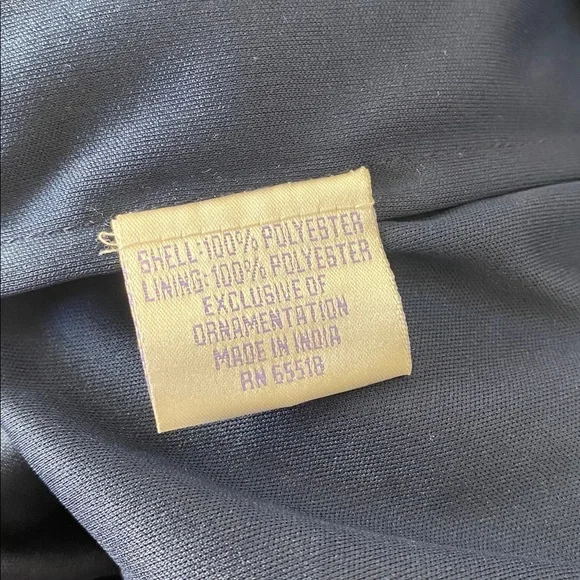 SHELL:100% POLYESTER
LINING:100% POLYESTER
EXCLUSIVE OF
ORNAMENTATION
MADE IN INDIA
RN 65518